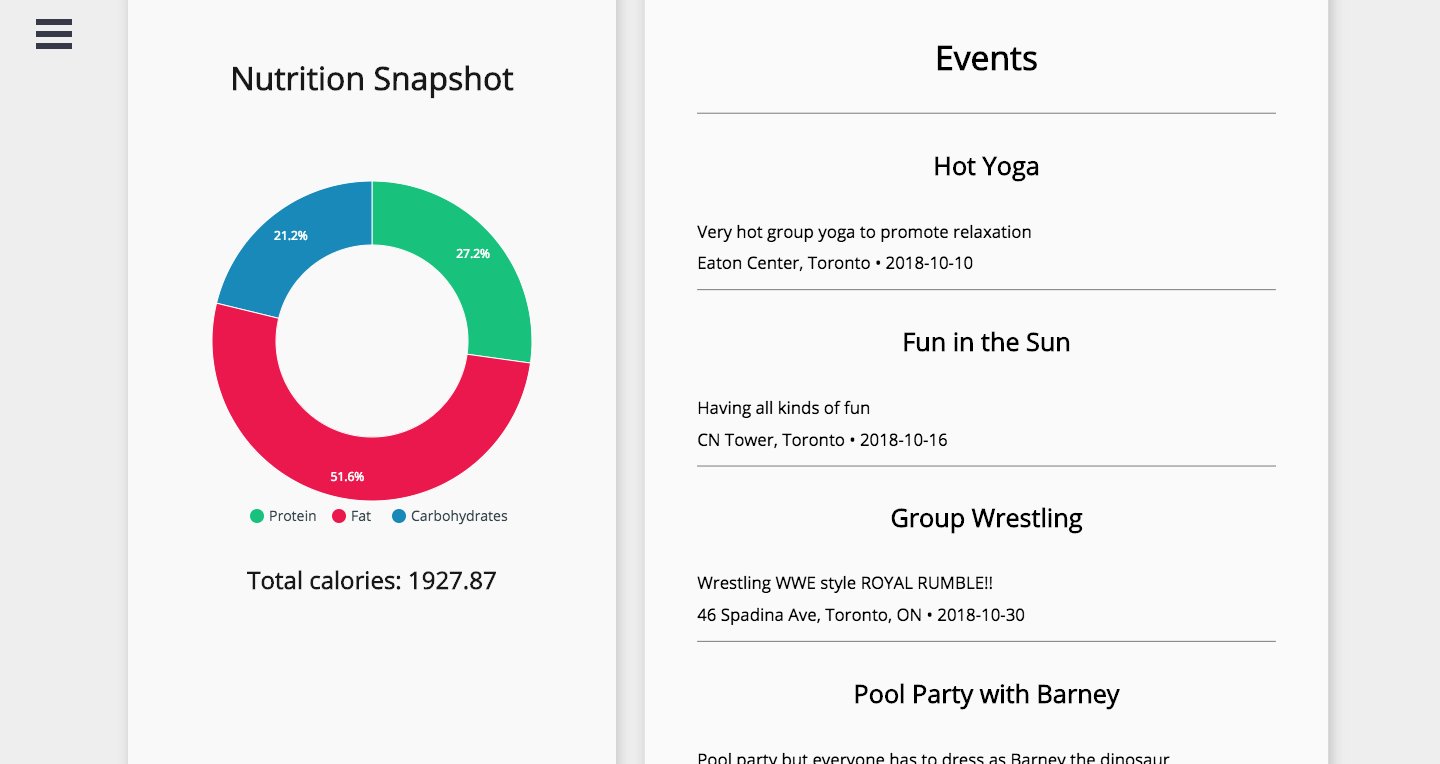 Nutrition Snapshot
21.2%
27.2%
51.6%
Protein Fat Carbohydrates
Total calories: 1927.87
Events
Hot Yoga
Very hot group yoga to promote relaxation
Eaton Center, Toronto • 2018-10-10
Fun in the Sun
Having all kinds of fun
CN Tower, Toronto • 2018-10-16
Group Wrestling
Wrestling WWE style ROYAL RUMBLE!!
46 Spadina Ave, Toronto, ON • 2018-10-30
Pool Party with Barney
Pool party but everyone has to dress as Barney the dinosaur